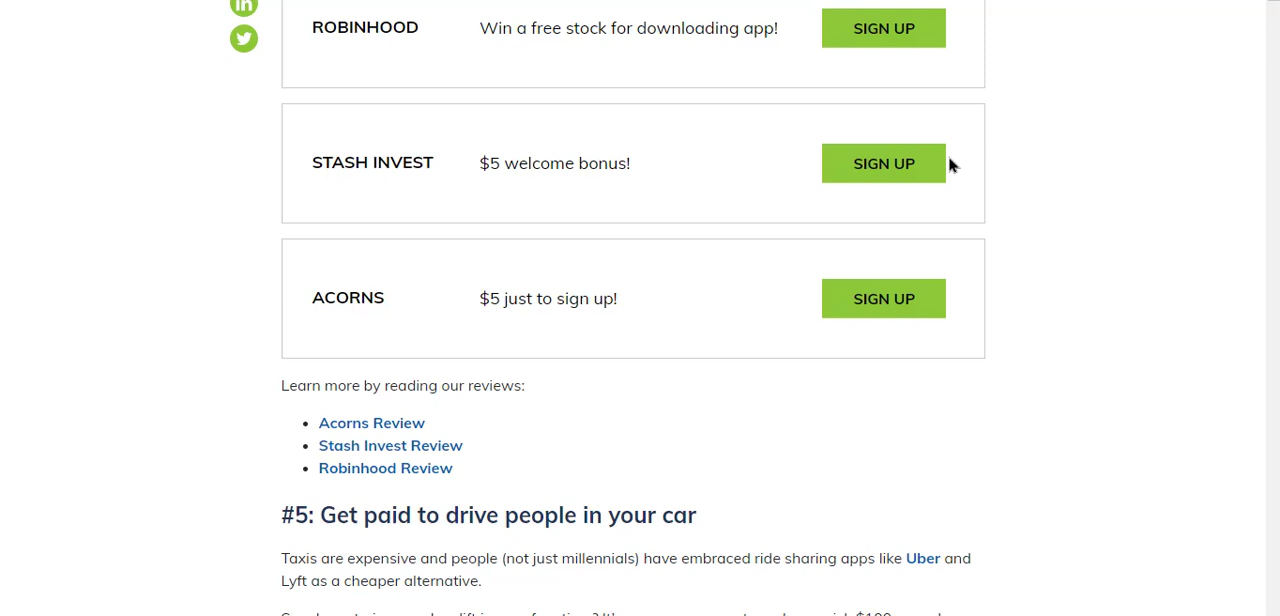 in
ROBINHOOD Win a free stock for downloading app! SIGN UP
STASH INVEST $5 welcome bonus! SIGN UP
ACORNS $5 just to sign up! SIGN UP
Learn more by reading our reviews:
• Acorns Review
• Stash Invest Review
• Robinhood Review
#5: Get paid to drive people in your car
Taxis are expensive and people (not just millennials) have embraced ride sharing apps like Uber and
Lyft as a cheaper alternative.